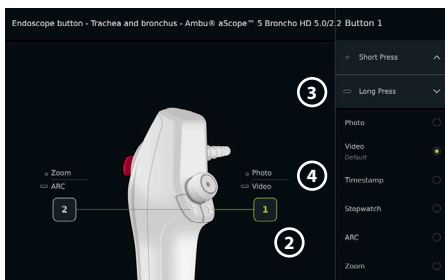 Endoscope button - Trachea and bronchus - Ambu® aScope™ 5 Broncho HD 5.0/2.2
Button 1
Short Press
3
Long Press
Photo
Video
Default
Zoom
ARC
Photo
Video
4
Timestamp
2
1
Stopwatch
2
ARC
Zoom